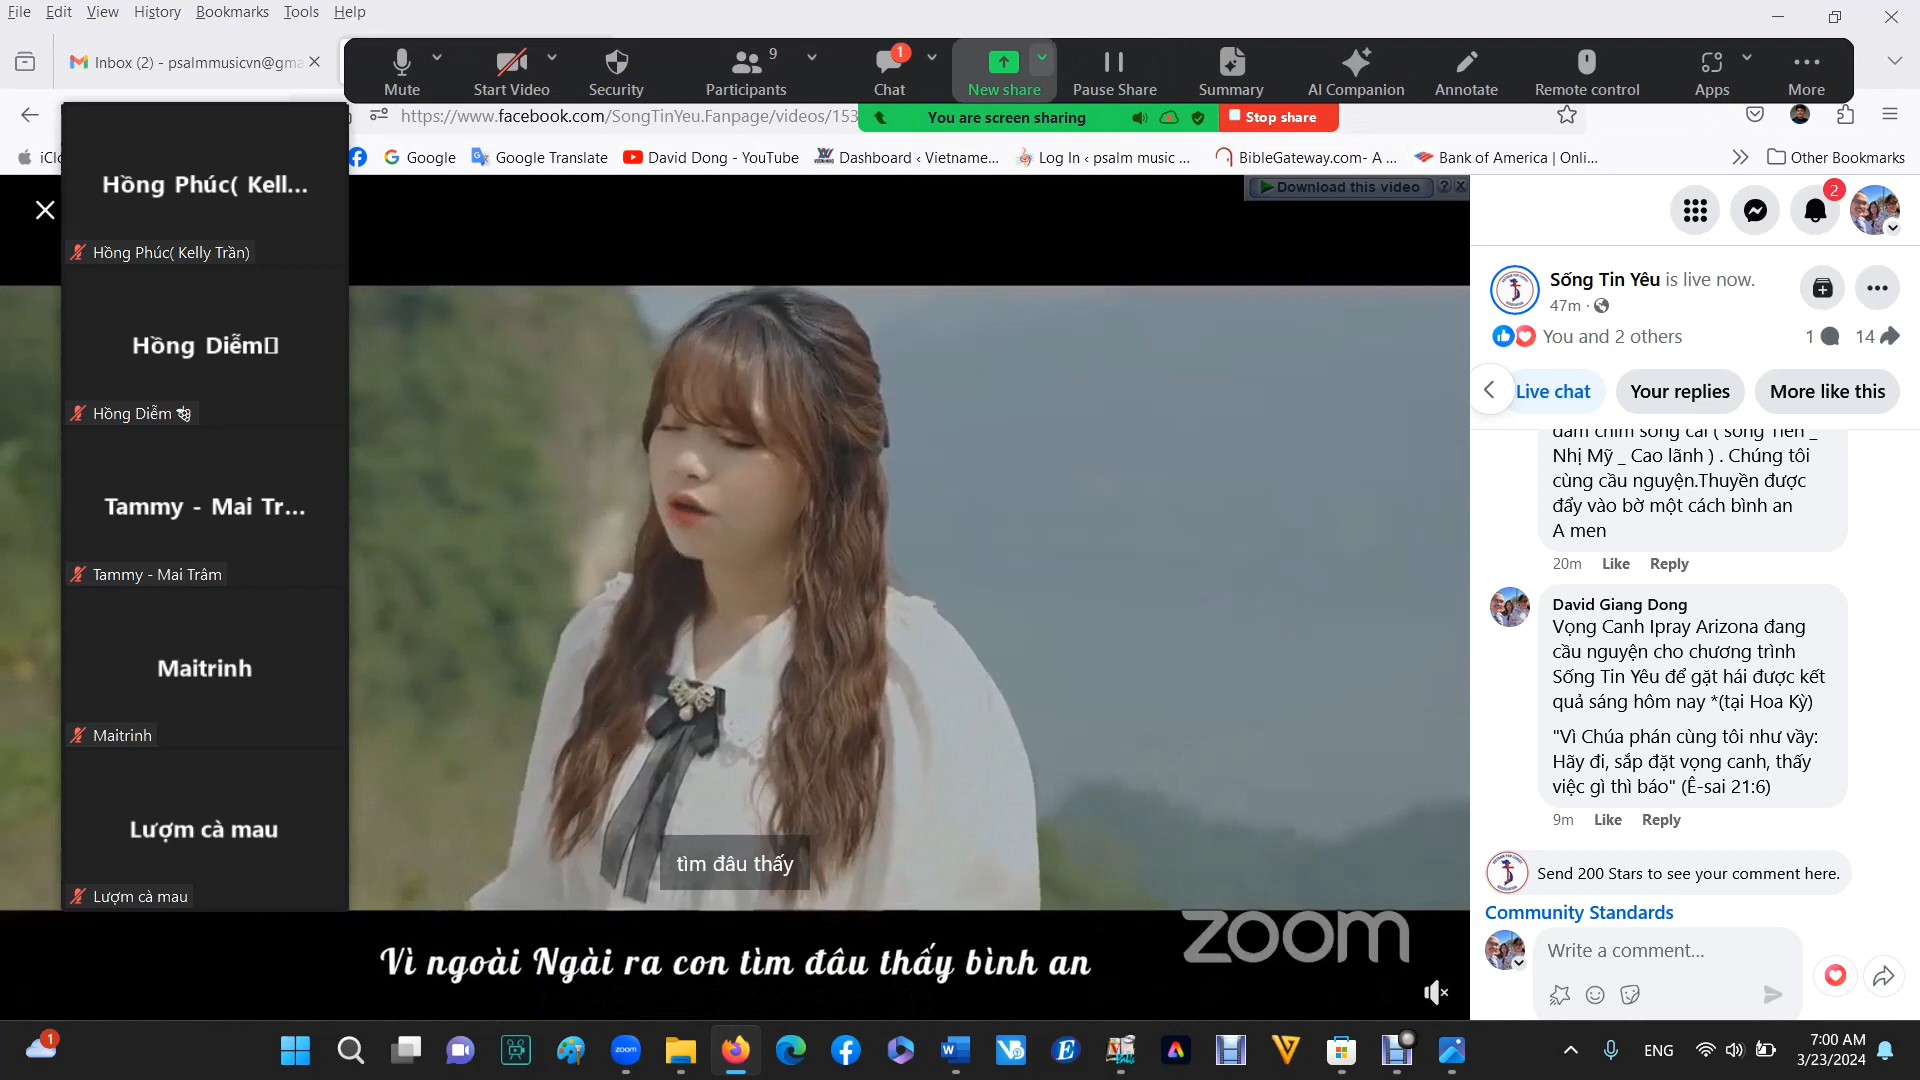 File Edit View History Bookmarks Tools Help
Inbox (2) - psalmmusicvn@gma
Mute
Start Video
Security
9
Participants
1
Chat
New share
Pause Share
Summary
AI Companion
Annotate
Remote control
Apps
More
https://www.facebook.com/SongTinYeu.Fanpage/videos/153
You are screen sharing
Stop share
iClo
Google
Google Translate
David Dong - YouTube
Dashboard ‹ Vietname...
Log In ‹ psalm music ...
BibleGateway.com- A ...
Bank of America | Onli...
Other Bookmarks
Download this video
Hồng Phúc( Kell...
Hồng Phúc( Kelly Trần)
Hồng Diễm
Hồng Diễm
Tammy - Mai Tr...
Tammy - Mai Trâm
Maitrinh
Maitrinh
Lượm cà mau
Lượm cà mau
tìm đâu thấy
Vì ngoài Ngài ra con tìm đâu thấy bình an
zoom
2
Sống Tin Yêu is live now.
47m ·
You and 2 others
1
14
Live chat
Your replies
More like this
đắm chìm sông cái ( sông Tiền _
Nhị Mỹ _ Cao lãnh ) . Chúng tôi
cùng cầu nguyện.Thuyền được
đẩy vào bờ một cách bình an
A men
20m Like Reply
David Giang Dong
Vọng Canh Ipray Arizona đang
cầu nguyện cho chương trình
Sống Tin Yêu để gặt hái được kết
quả sáng hôm nay *(tại Hoa Kỳ)
"Vì Chúa phán cùng tôi như vầy:
Hãy đi, sắp đặt vọng canh, thấy
việc gì thì báo" (Ê-sai 21:6)
9m Like Reply
Send 200 Stars to see your comment here.
Community Standards
Write a comment...
1
zoom
ENG
7:00 AM
3/23/2024